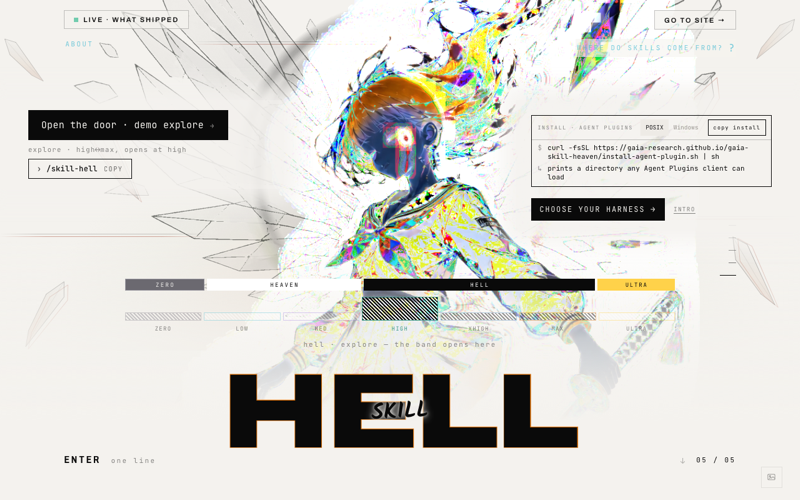 LIVE · WHAT SHIPPED
GO TO SITE →
ABOUT
WHERE DO SKILLS COME FROM? ?
Open the door · demo explore
explore · high↔max, opens at high
› /skill-hell COPY
INSTALL · AGENT PLUGINS POSIX Windows copy install
$ curl -fsSL https://gaia-research.github.io/gaia-
skill-heaven/install-agent-plugin.sh | sh
↳ prints a directory any Agent Plugins client can
load
CHOOSE YOUR HARNESS → INTRO
ZERO HEAVEN HELL ULTRA
ZERO LOW MED HIGH XHIGH MAX ULTRA
hell · explore — the band opens here
HELL
SKILL
ENTER one line
↓ 05 / 05